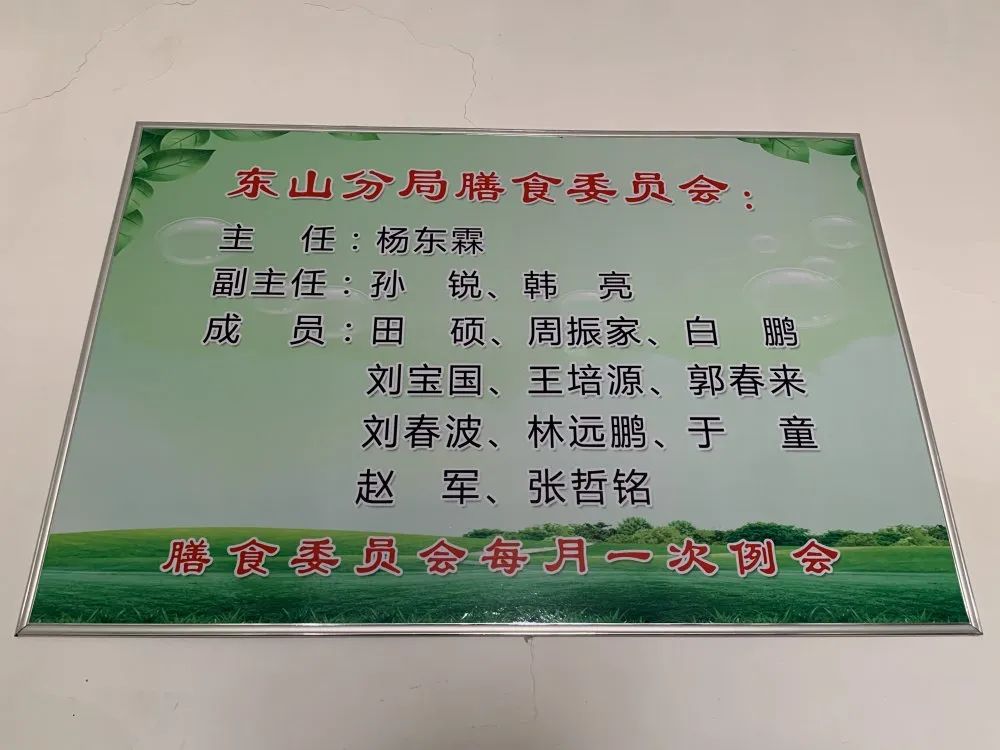 东山分局膳食委员会：
主 任：杨东霖
副主任：孙 锐、韩 亮
成 员：田 硕、周振家、白 鹏
刘宝国、王培源、郭春来
刘春波、林远鹏、于 童
赵 军、张哲铭
膳食委员会每月一次例会